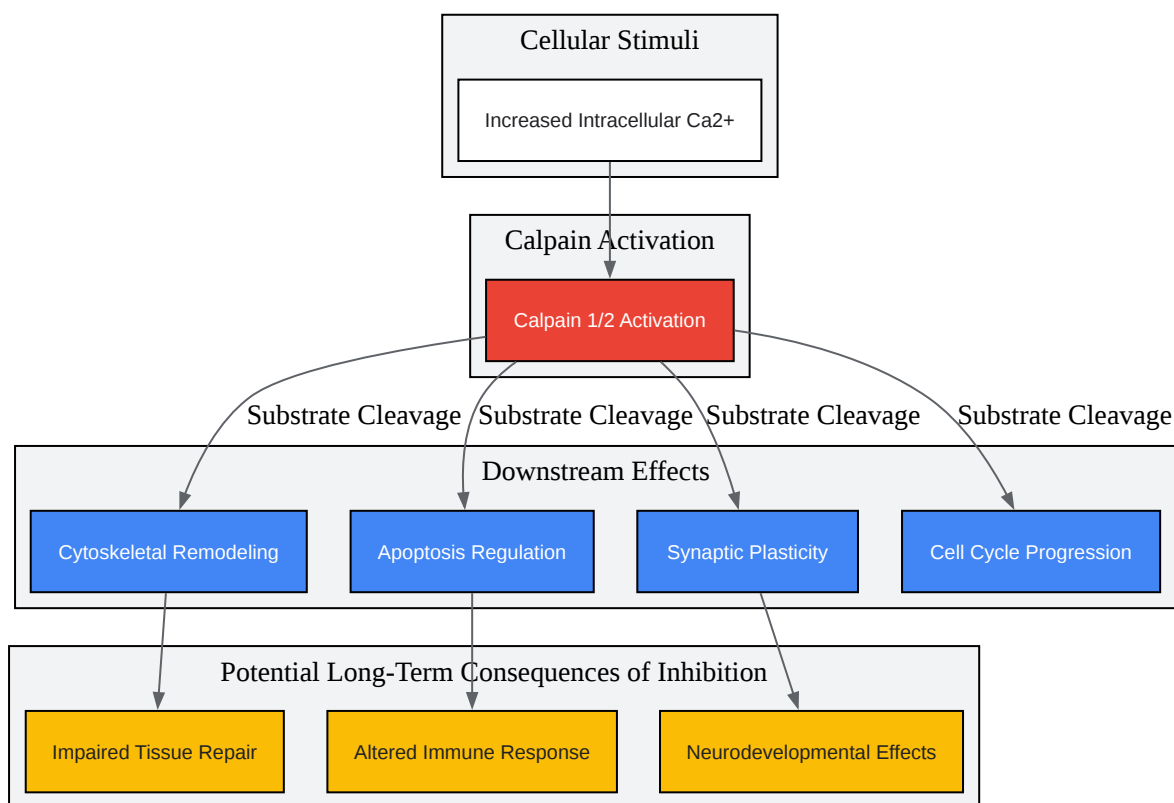 Cellular Stimuli
Increased Intracellular Ca2+
Calpain Activation
Calpain 1/2 Activation
Substrate Cleavage
Substrate Cleavage
Substrate Cleavage
Substrate Cleavage
Downstream Effects
Cytoskeletal Remodeling
Apoptosis Regulation
Synaptic Plasticity
Cell Cycle Progression
Potential Long-Term Consequences of Inhibition
Impaired Tissue Repair
Altered Immune Response
Neurodevelopmental Effects